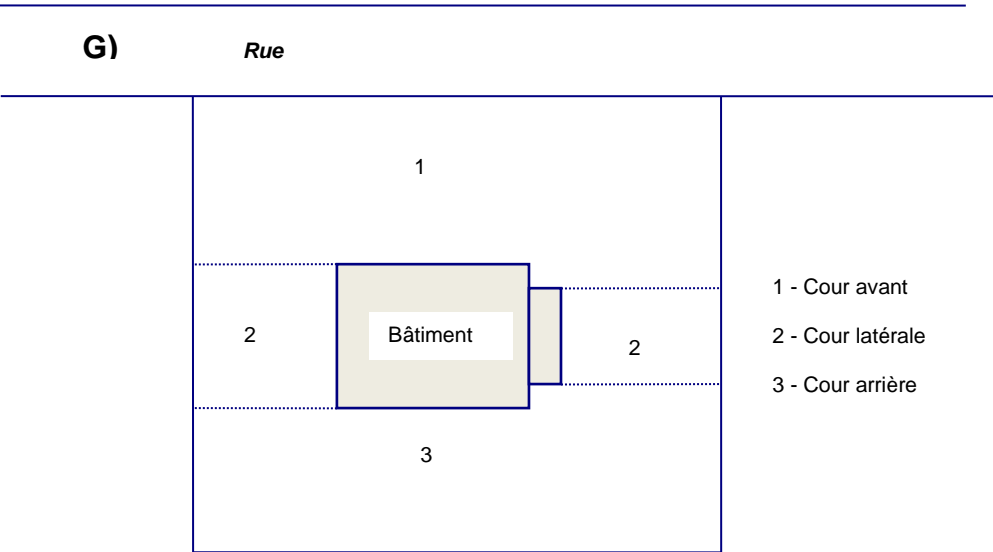 G) Rue
1
1 - Cour avant
2 Bâtiment 2
2 - Cour latérale
3 - Cour arrière
3